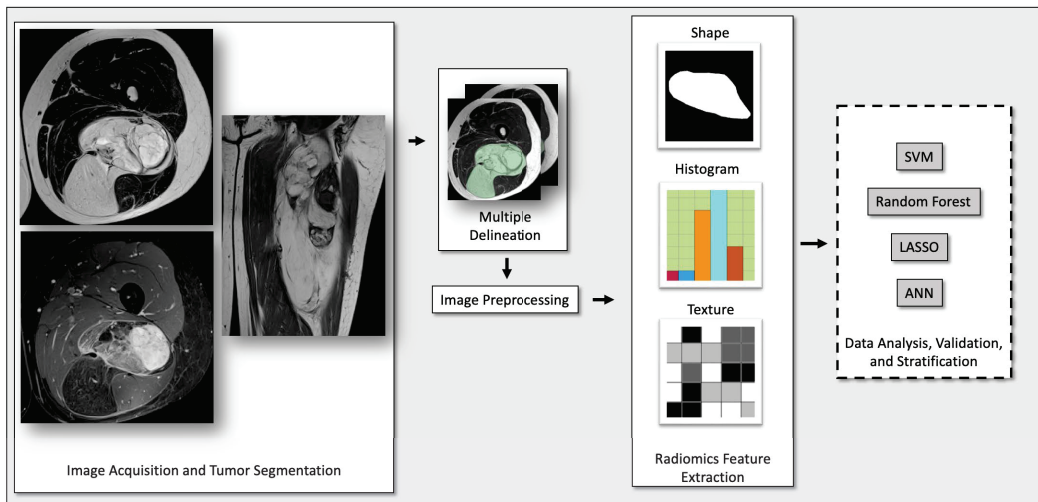 Image Acquisition and Tumor Segmentation
Multiple
Delineation
Image Preprocessing
Shape
Histogram
Texture
Radiomics Feature
Extraction
SVM
Random Forest
LASSO
ANN
Data Analysis, Validation,
and Stratification